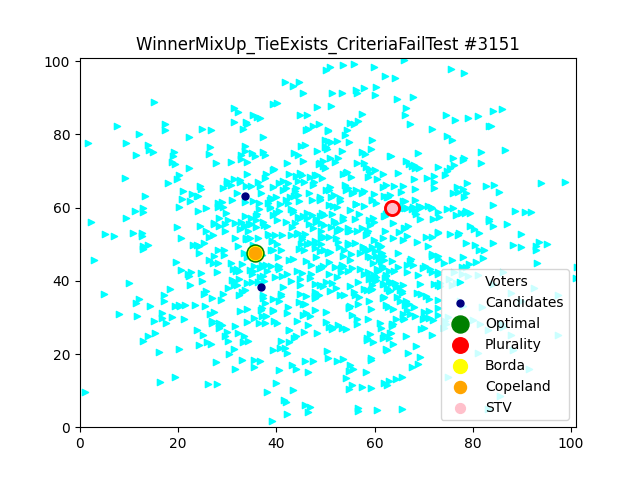 WinnerMixUp_TieExists_CriteriaFailTest #3151
100
80
60
40
20
0
0
20
40
60
80
100
Voters
Candidates
Optimal
Plurality
Borda
Copeland
STV